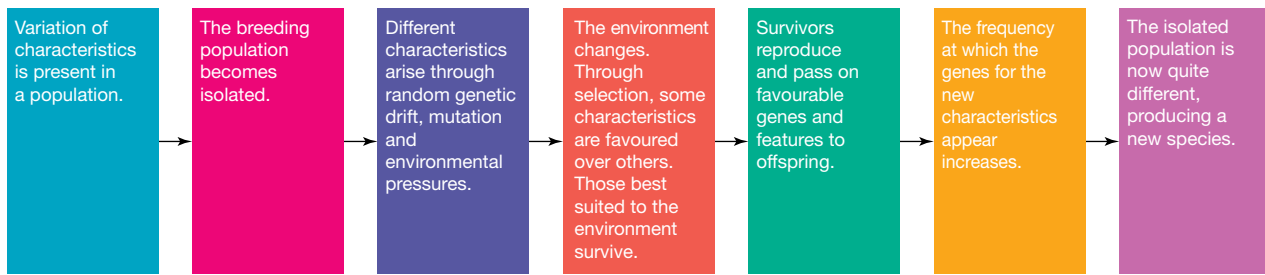 Variation of
characteristics
is present in
a population.
The breeding
population
becomes
isolated.
Different
characteristics
arise through
random genetic
drift, mutation
and
environmental
pressures.
The environment
changes.
Through
selection, some
characteristics
are favoured
over others.
Those best
suited to the
environment
survive.
Survivors
reproduce
and pass on
favourable
genes and
features to
offspring.
The frequency
at which the
genes for the
new
characteristics
appear
increases.
The isolated
population is
now quite
different,
producing a
new species.